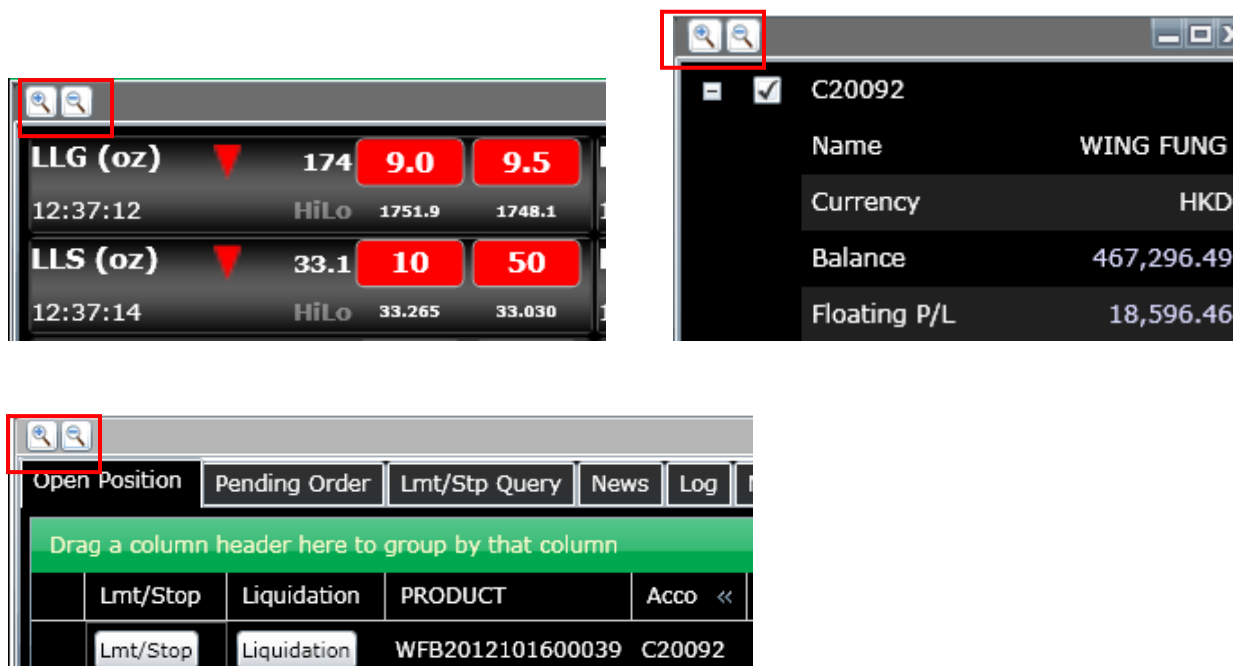 LLG (oz) 174 9.0 9.5
12:37:12 HiLo 1751.9 1748.1
LLS (oz) 33.1 10 50
12:37:14 HiLo 33.265 33.030
C20092
Name WING FUNG
Currency HKD
Balance 467,296.49
Floating P/L 18,596.46
Open Position Pending Order Lmt/Stp Query News Log
Drag a column header here to group by that column
Lmt/Stop Liquidation PRODUCT Acco «
Lmt/Stop Liquidation WFB2012101600039 C20092